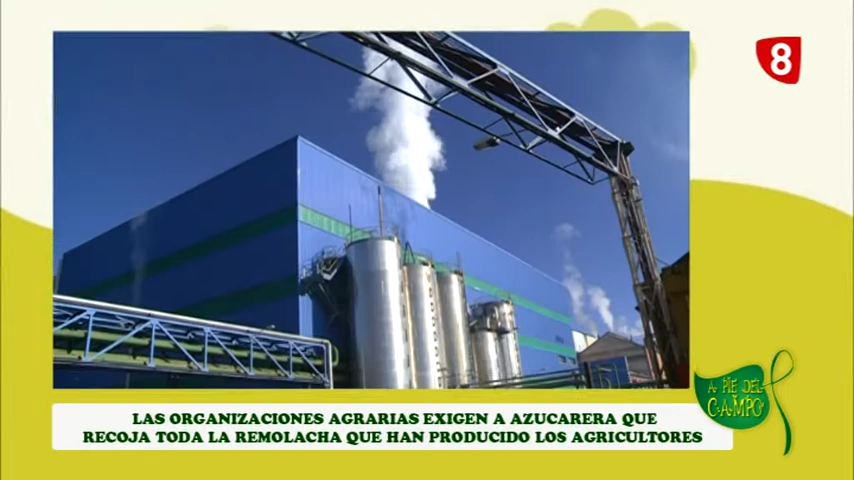 8
A PIE DEL
CAMPO
LAS ORGANIZACIONES AGRARIAS EXIGEN A AZUCARERA QUE
RECOJA TODA LA REMOLACHA QUE HAN PRODUCIDO LOS AGRICULTORES